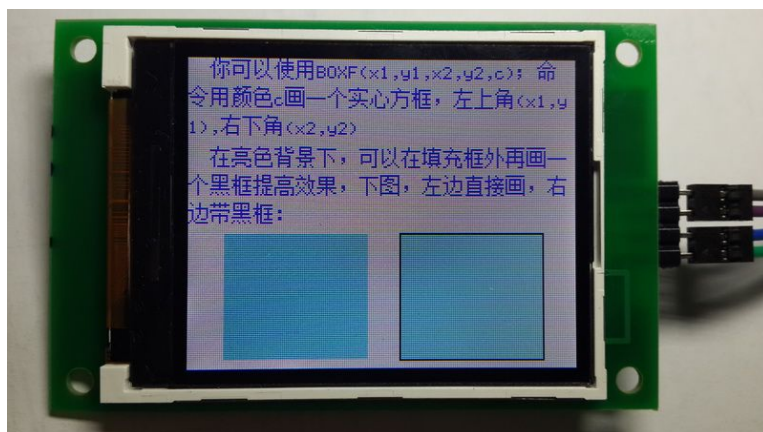 你可以使用BOXF(x1,y1,x2,y2,c); 命
令用颜色c画一个实心方框，左上角(x1,y
1),右下角(x2,y2)
在亮色背景下，可以在填充框外再画一
个黑框提高效果，下图，左边直接画，右
边带黑框：